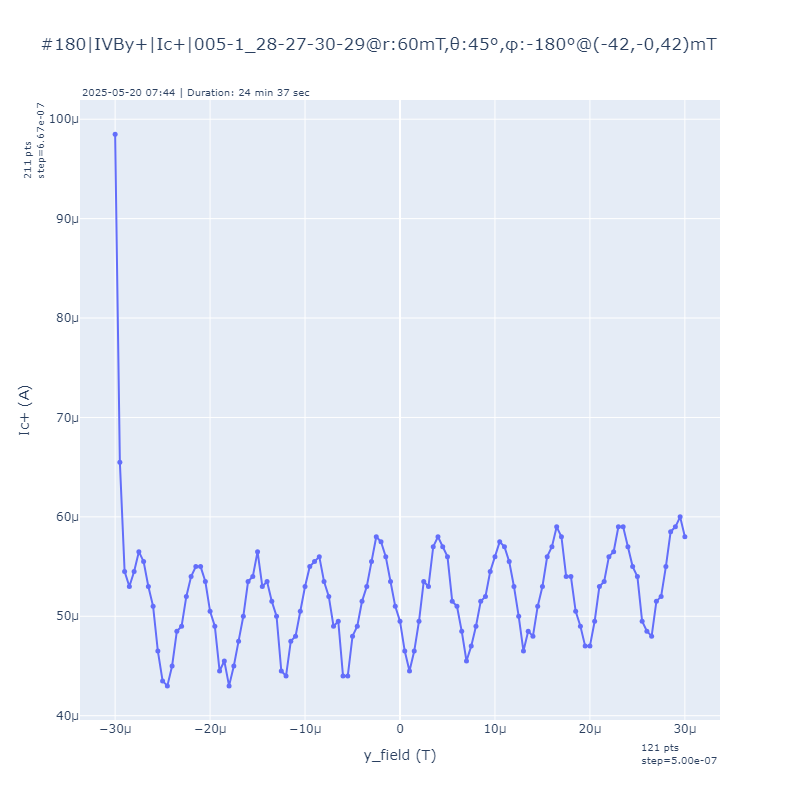 #180|IVBy+|Ic+|005-1_28-27-30-29@r:60mT,θ:45°,φ:-180°@(-42,-0,42)mT
2025-05-20 07:44 | Duration: 24 min 37 sec
211 pts
step=6.67e-07
100µ
90µ
80µ
70µ
60µ
50µ
40µ
Ic+ (A)
−30µ
−20µ
−10µ
0
10µ
20µ
30µ
y_field (T)
121 pts
step=5.00e-07